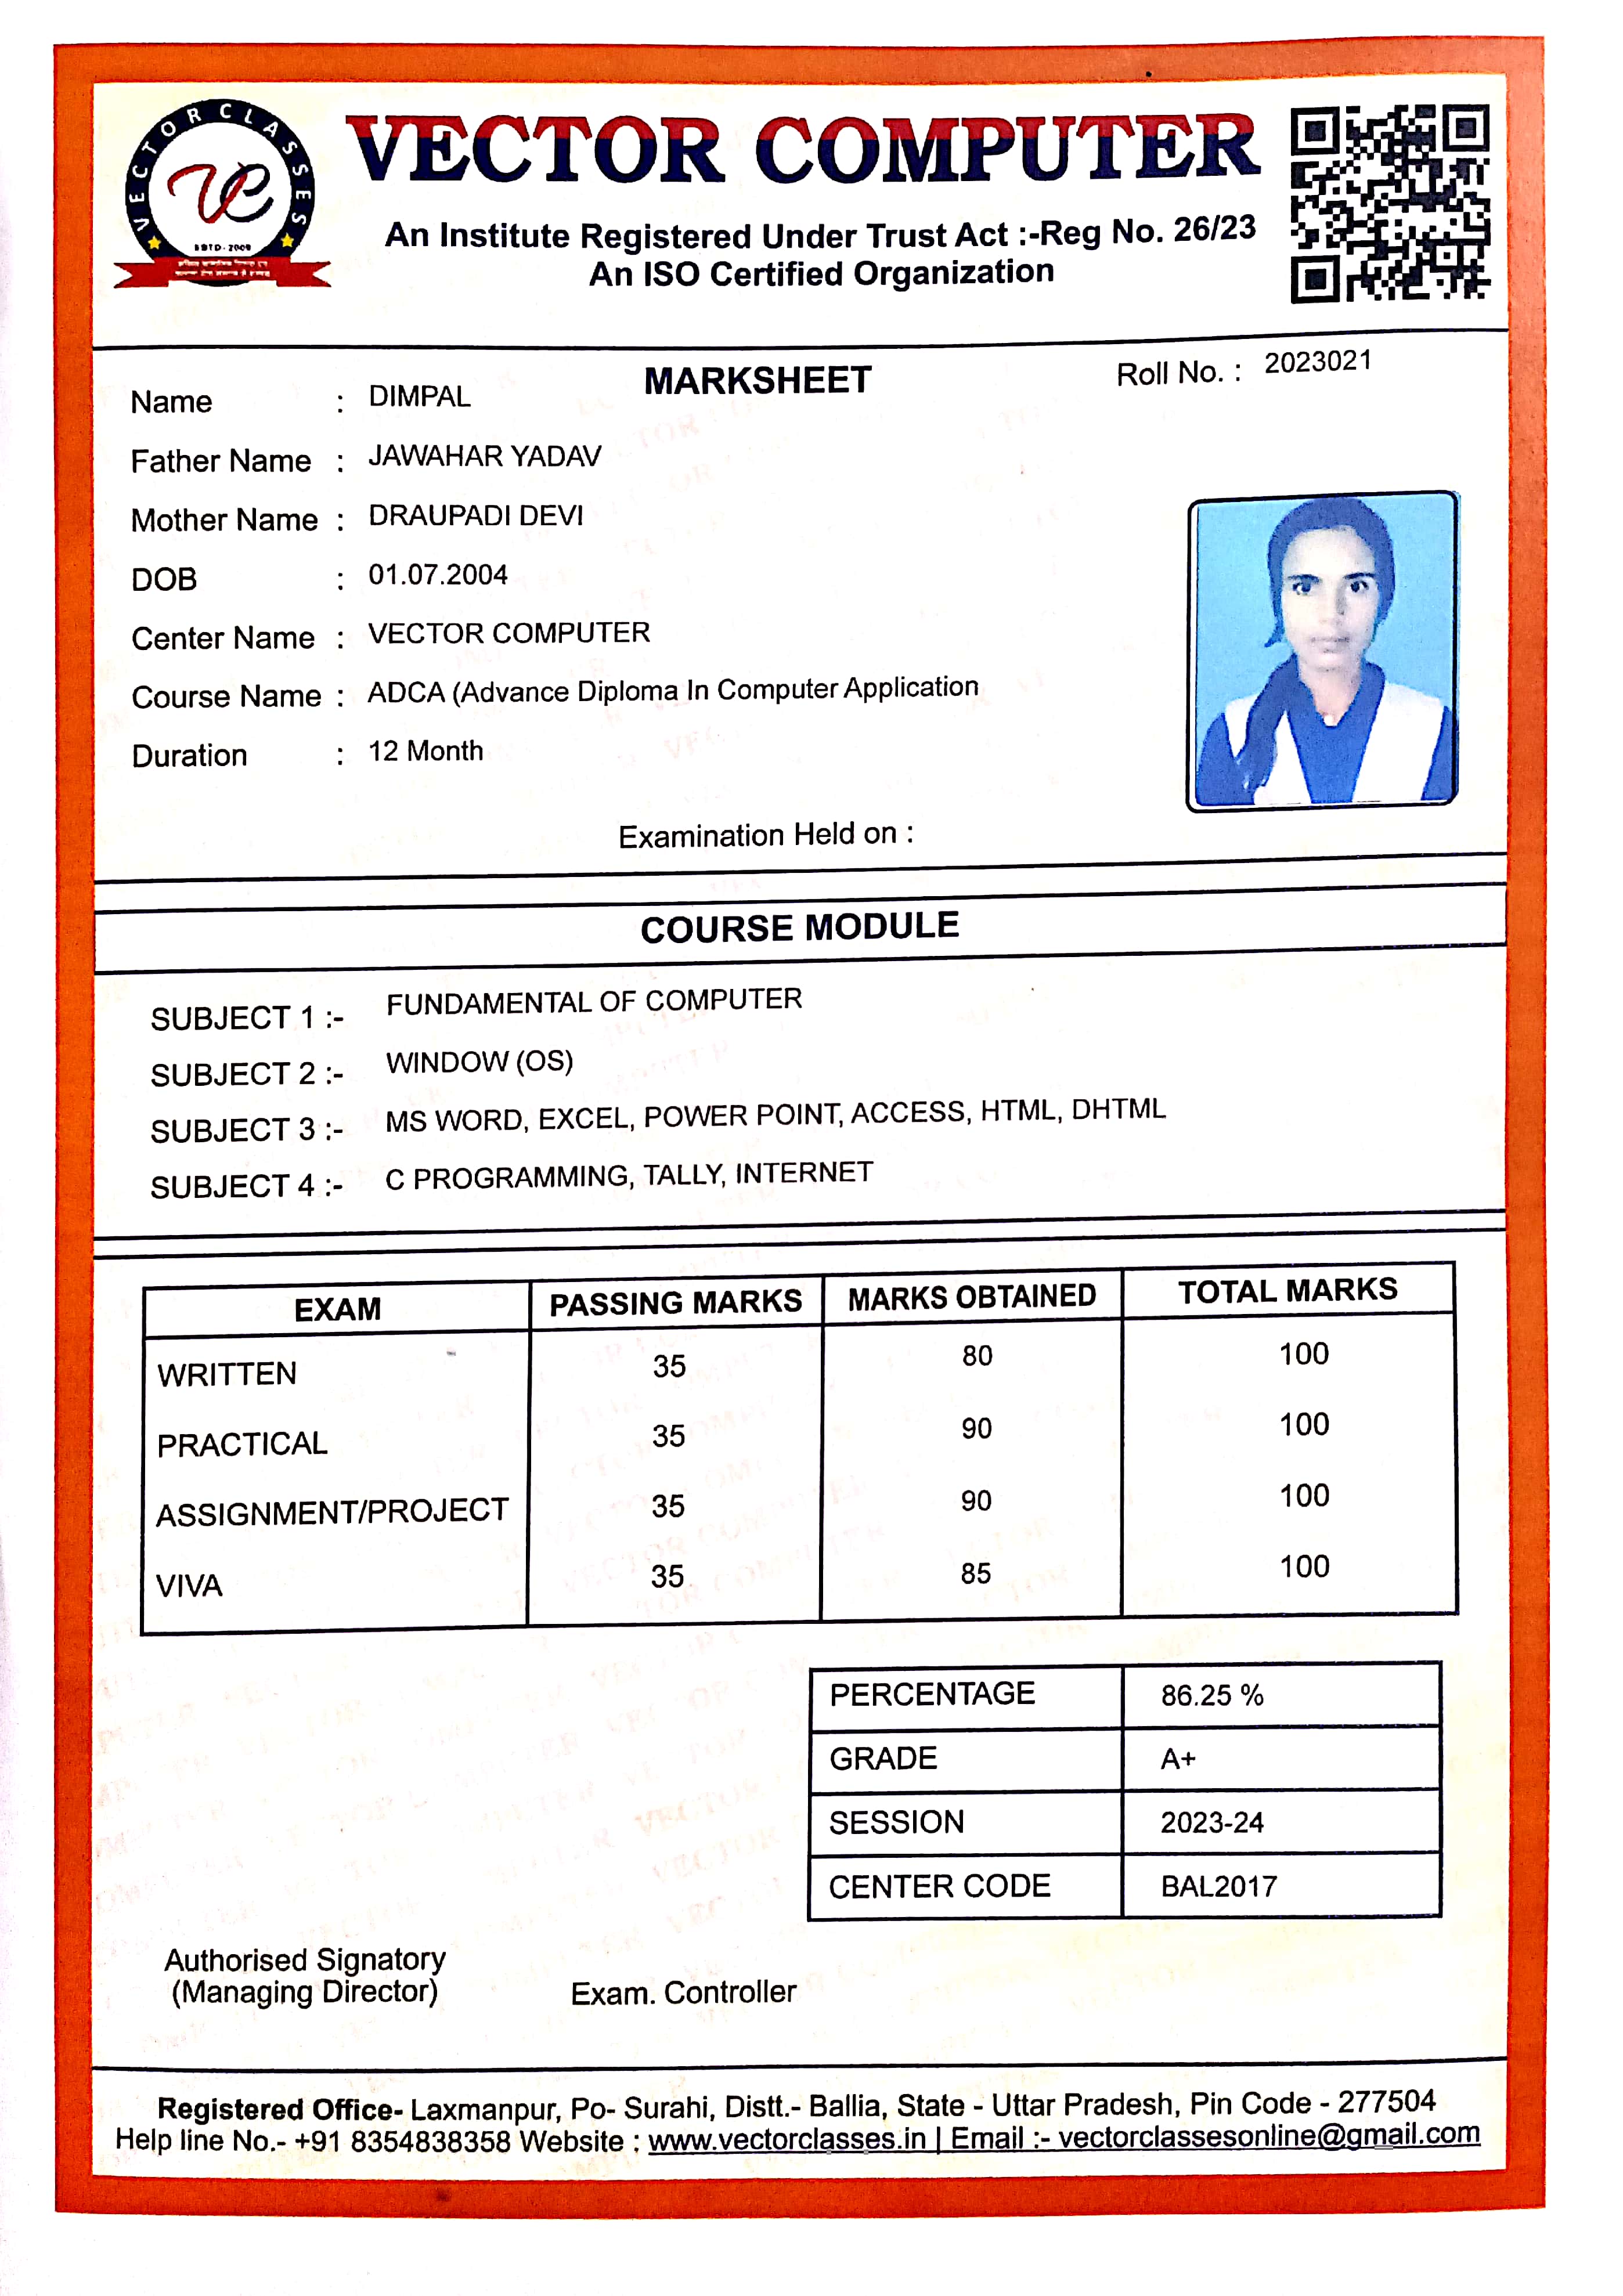 VECTOR CLASSES
VC
ESTD - 2009
VECTOR COMPUTER
An Institute Registered Under Trust Act :-Reg No. 26/23
An ISO Certified Organization
MARKSHEET
Roll No. : 2023021
Name : DIMPAL
Father Name : JAWAHAR YADAV
Mother Name : DRAUPADI DEVI
DOB : 01.07.2004
Center Name : VECTOR COMPUTER
Course Name : ADCA (Advance Diploma In Computer Application
Duration : 12 Month
Examination Held on :
COURSE MODULE
SUBJECT 1 :- FUNDAMENTAL OF COMPUTER
SUBJECT 2 :- WINDOW (OS)
SUBJECT 3 :- MS WORD, EXCEL, POWER POINT, ACCESS, HTML, DHTML
SUBJECT 4 :- C PROGRAMMING, TALLY, INTERNET
EXAM PASSING MARKS MARKS OBTAINED TOTAL MARKS
WRITTEN 35 80 100
PRACTICAL 35 90 100
ASSIGNMENT/PROJECT 35 90 100
VIVA 35 85 100
PERCENTAGE 86.25 %
GRADE A+
SESSION 2023-24
CENTER CODE BAL2017
Authorised Signatory
(Managing Director)
Exam. Controller
Registered Office- Laxmanpur, Po- Surahi, Distt.- Ballia, State - Uttar Pradesh, Pin Code - 277504
Help line No.- +91 8354838358 Website : www.vectorclasses.in | Email :- vectorclassesonline@gmail.com